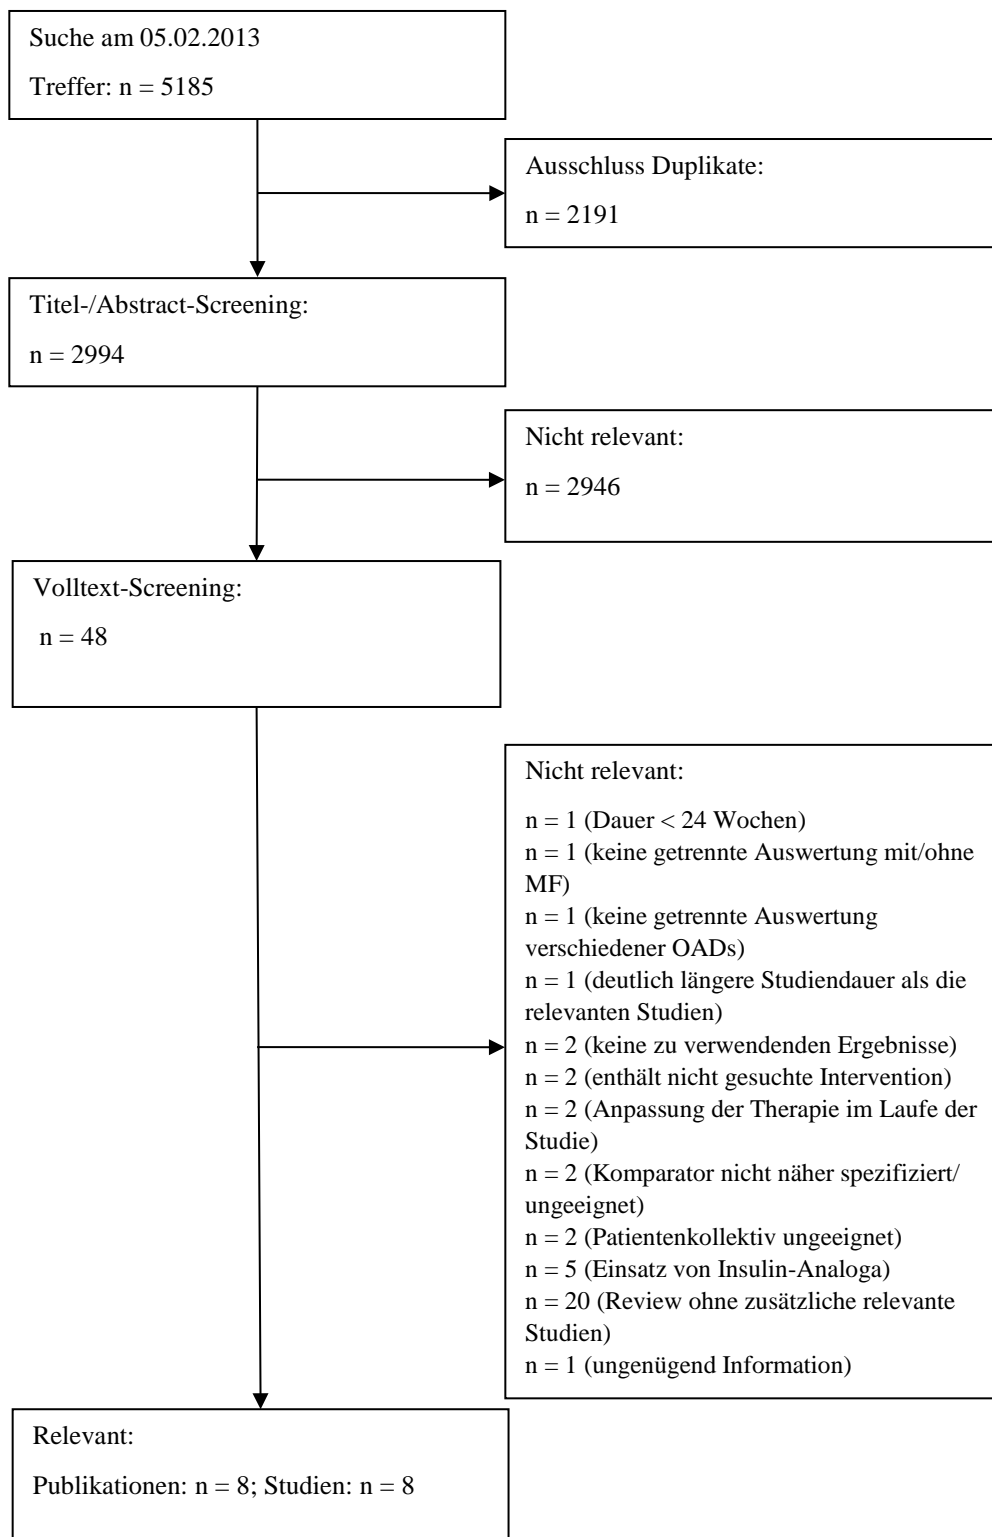 Suche am 05.02.2013
Treffer: n = 5185
Ausschluss Duplikate:
n = 2191
Titel-/Abstract-Screening:
n = 2994
Nicht relevant:
n = 2946
Volltext-Screening:
n = 48
Nicht relevant:
n = 1 (Dauer < 24 Wochen)
n = 1 (keine getrennte Auswertung mit/ohne
MF)
n = 1 (keine getrennte Auswertung
verschiedener OADs)
n = 1 (deutlich längere Studiendauer als die
relevanten Studien)
n = 2 (keine zu verwendenden Ergebnisse)
n = 2 (enthält nicht gesuchte Intervention)
n = 2 (Anpassung der Therapie im Laufe der
Studie)
n = 2 (Komparator nicht näher spezifiziert/
ungeeignet)
n = 2 (Patientenkollektiv ungeeignet)
n = 5 (Einsatz von Insulin-Analoga)
n = 20 (Review ohne zusätzliche relevante
Studien)
n = 1 (ungenügend Information)
Relevant:
Publikationen: n = 8; Studien: n = 8